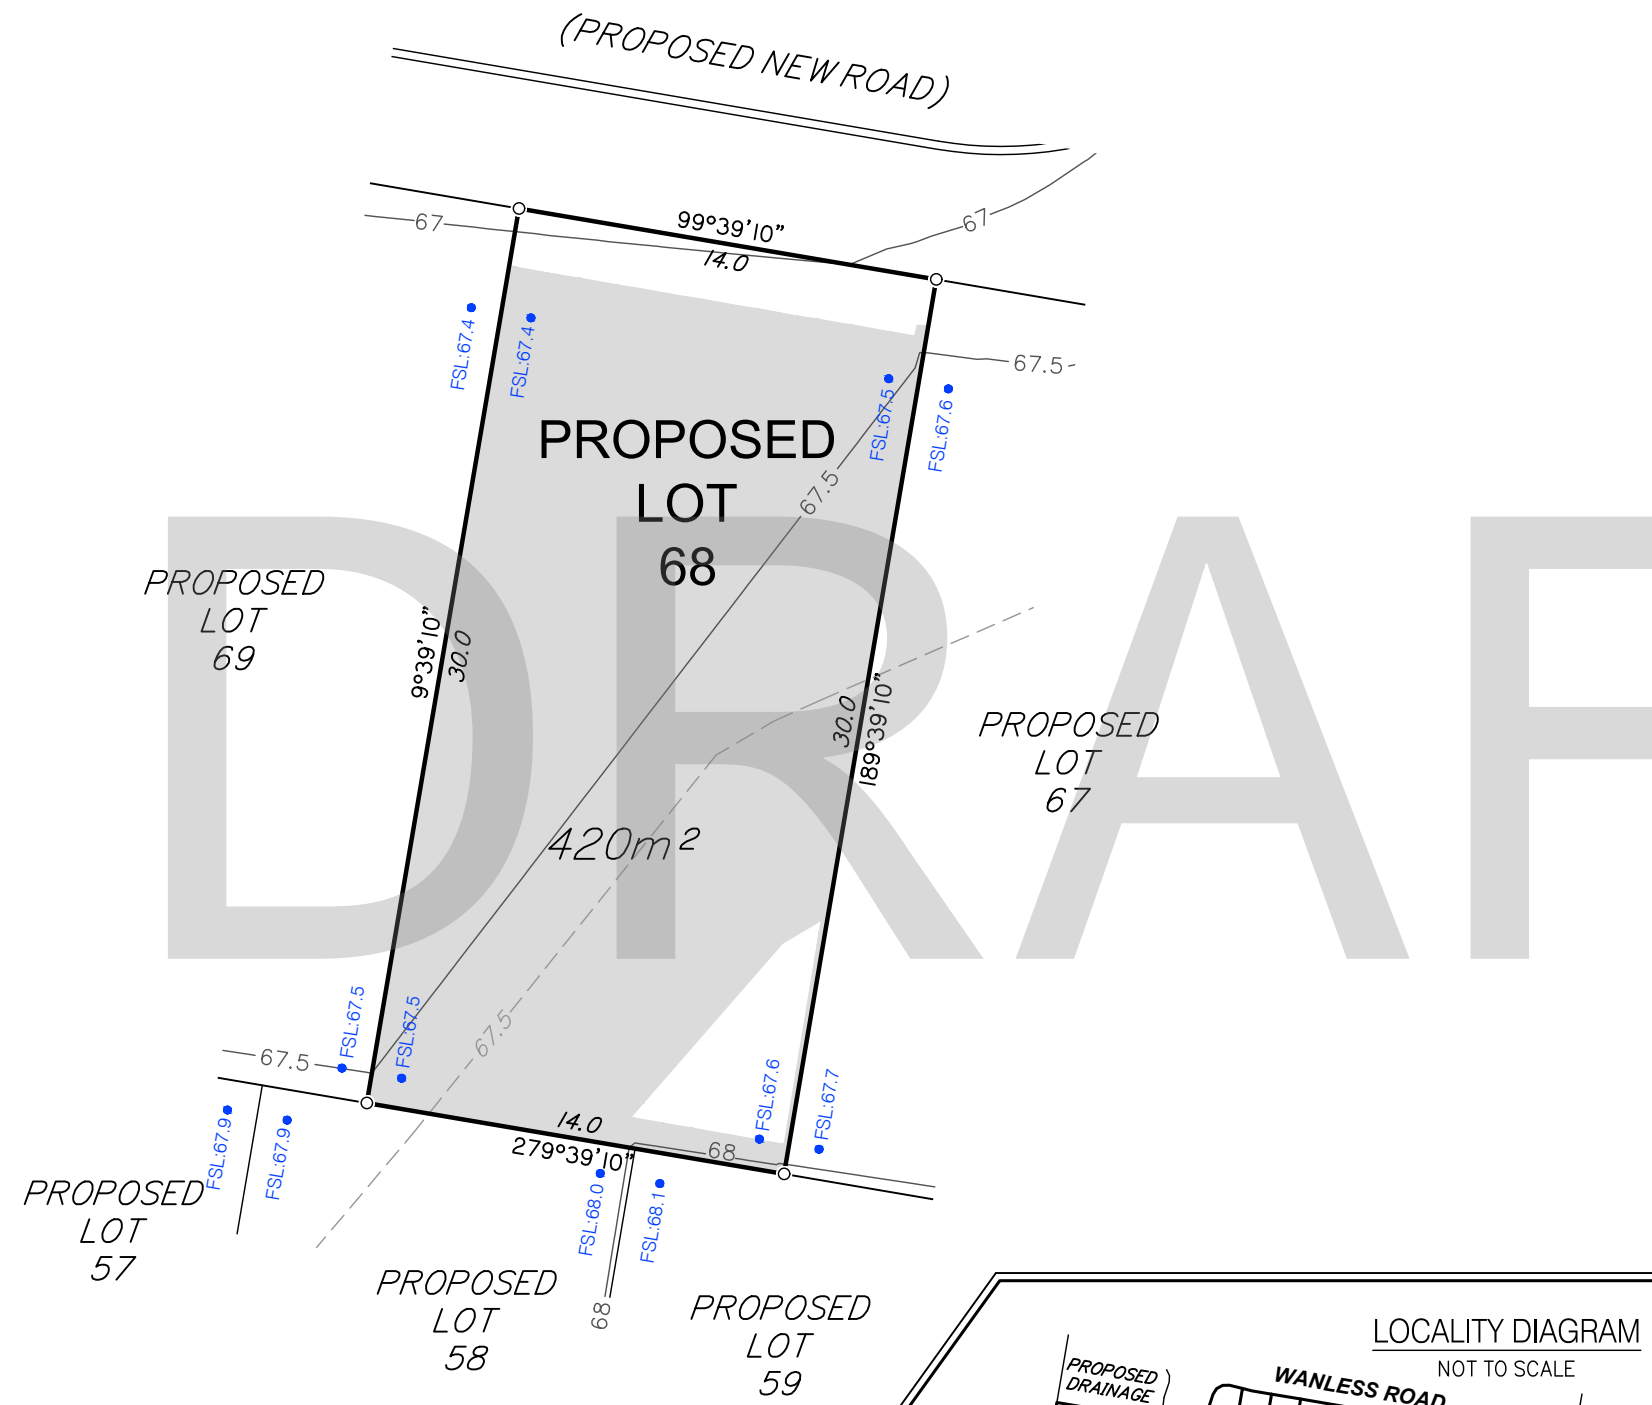 (PROPOSED NEW ROAD)
67
99°39'10"
14.0
67
FSL:67.4
FSL:67.4
67.5
FSL:67.5
FSL:67.6
PROPOSED
LOT
68
67.5
DRAF
PROPOSED
LOT
69
9°39'10"
30.0
30.0
189°39'10"
PROPOSED
LOT
67
420m²
67.5
FSL:67.5
FSL:67.5
67.5
FSL:67.6
FSL:67.7
14.0
279°39'10"
68
FSL:67.9
FSL:67.9
FSL:68.0
FSL:68.1
PROPOSED
LOT
57
PROPOSED
LOT
58
68
PROPOSED
LOT
59
LOCALITY DIAGRAM
NOT TO SCALE
PROPOSED
DRAINAGE
WANLESS ROAD